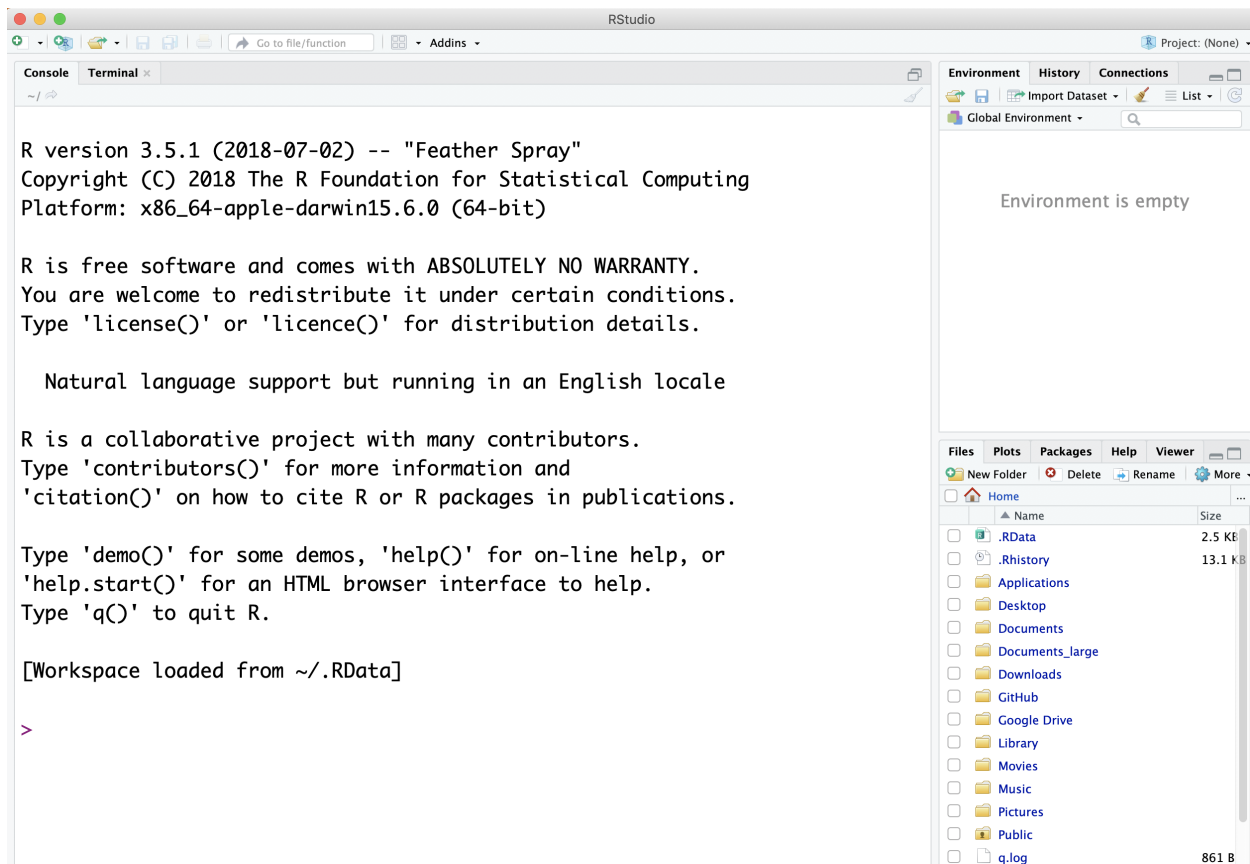 RStudio
Go to file/function
Addins
Project: (None)
Console
Terminal
~/
R version 3.5.1 (2018-07-02) -- "Feather Spray"
Copyright (C) 2018 The R Foundation for Statistical Computing
Platform: x86_64-apple-darwin15.6.0 (64-bit)
R is free software and comes with ABSOLUTELY NO WARRANTY.
You are welcome to redistribute it under certain conditions.
Type 'license()' or 'licence()' for distribution details.
Natural language support but running in an English locale
R is a collaborative project with many contributors.
Type 'contributors()' for more information and
'citation()' on how to cite R or R packages in publications.
Type 'demo()' for some demos, 'help()' for on-line help, or
'help.start()' for an HTML browser interface to help.
Type 'q()' to quit R.
[Workspace loaded from ~/.RData]
>
Environment History Connections
Import Dataset List
Global Environment
Environment is empty
Files Plots Packages Help Viewer
New Folder Delete Rename More
Home ...
Name Size
.RData 2.5 KB
.Rhistory 13.1 KB
Applications
Desktop
Documents
Documents_large
Downloads
GitHub
Google Drive
Library
Movies
Music
Pictures
Public
q.log 861 B